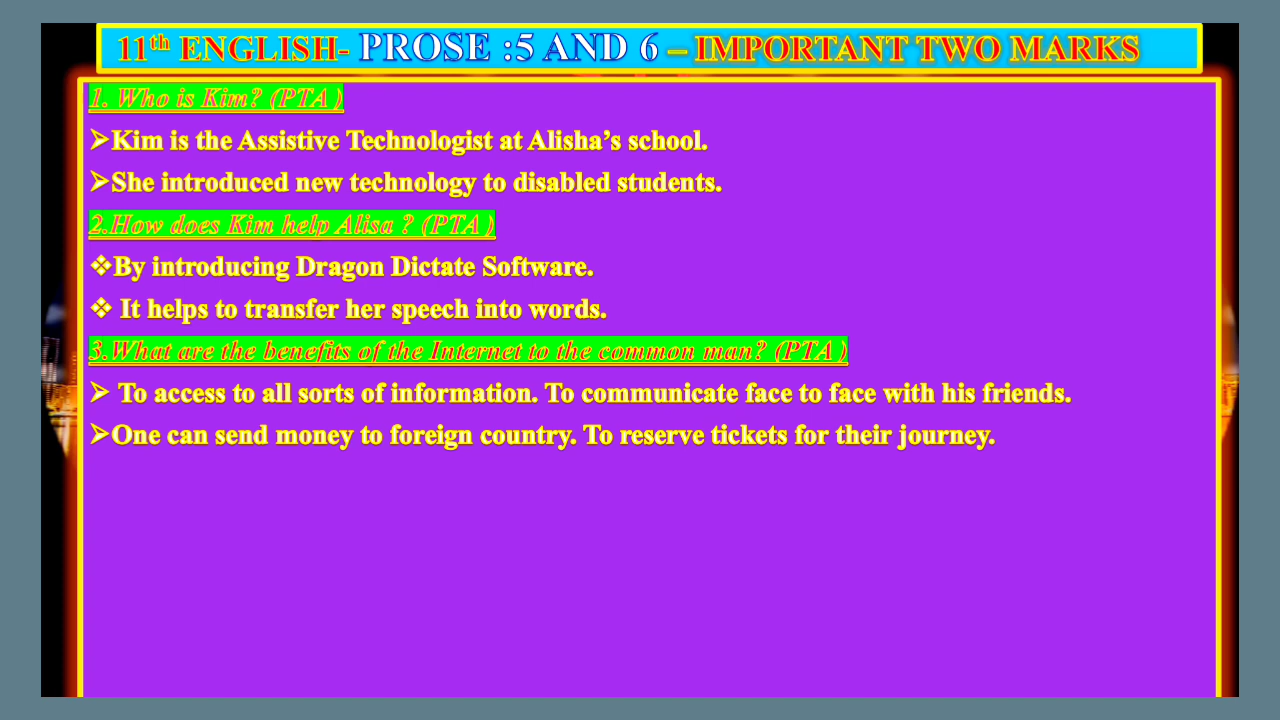 11th ENGLISH- PROSE :5 AND 6 – IMPORTANT TWO MARKS
1. Who is Kim? (PTA )
➢Kim is the Assistive Technologist at Alisha’s school.
➢She introduced new technology to disabled students.
2.How does Kim help Alisa ? (PTA )
❖By introducing Dragon Dictate Software.
❖ It helps to transfer her speech into words.
3.What are the benefits of the Internet to the common man? (PTA )
➢ To access to all sorts of information. To communicate face to face with his friends.
➢One can send money to foreign country. To reserve tickets for their journey.